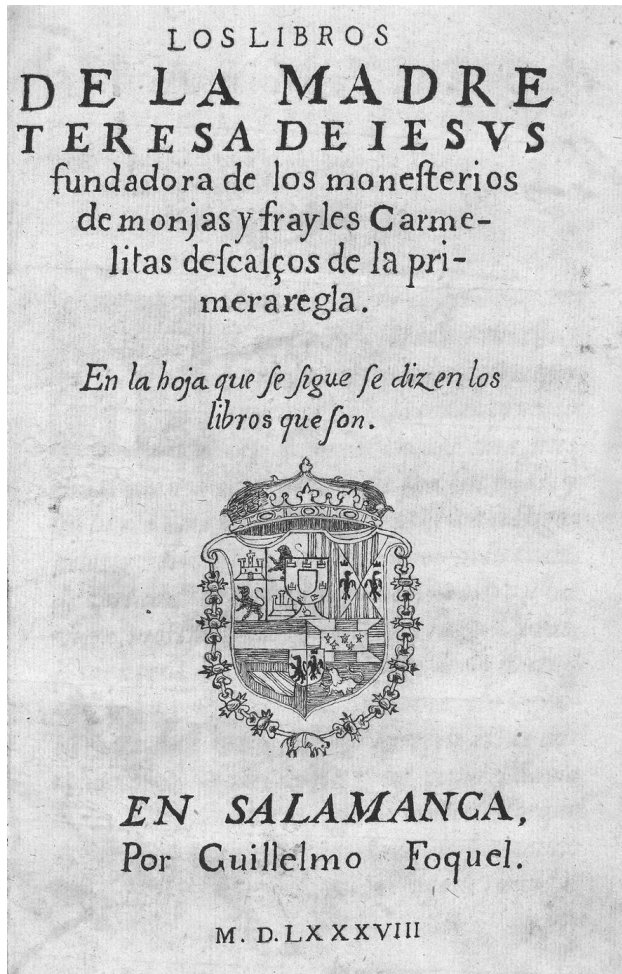 LOS LIBROS
DE LA MADRE
TERESA DE IESVS
fundadora de los moneſterios
de monjas y frayles Carme-
litas deſcalços de la pri-
mera regla.
En la hoja que ſe ſigue ſe dizen los
libros que ſon.
EN SALAMANCA,
Por Guillelmo Foquel.
M. D. LXXXVIII